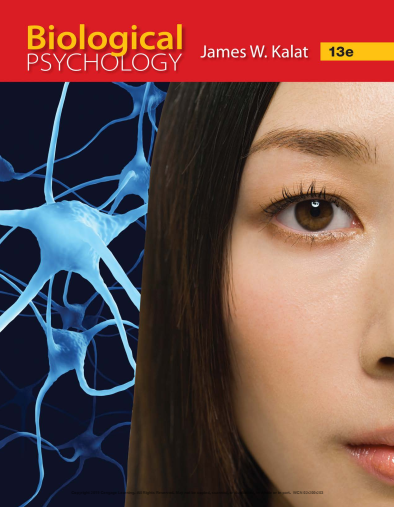 Biological
PSYCHOLOGY
James W. Kalat
13e